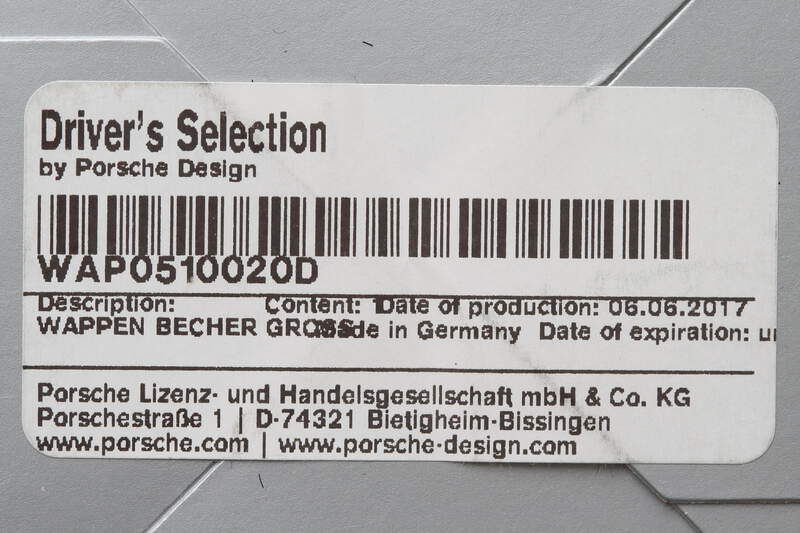 Driver's Selection
by Porsche Design
WAP0510020D
Description: Content: 1 Date of production: 06.06.2017
WAPPEN BECHER GROSS Made in Germany Date of expiration:
Porsche Lizenz- und Handelsgesellschaft mbH & Co. KG
Porschestraße 1 | D-74321 Bietigheim-Bissingen
www.porsche.com | www.porsche-design.com